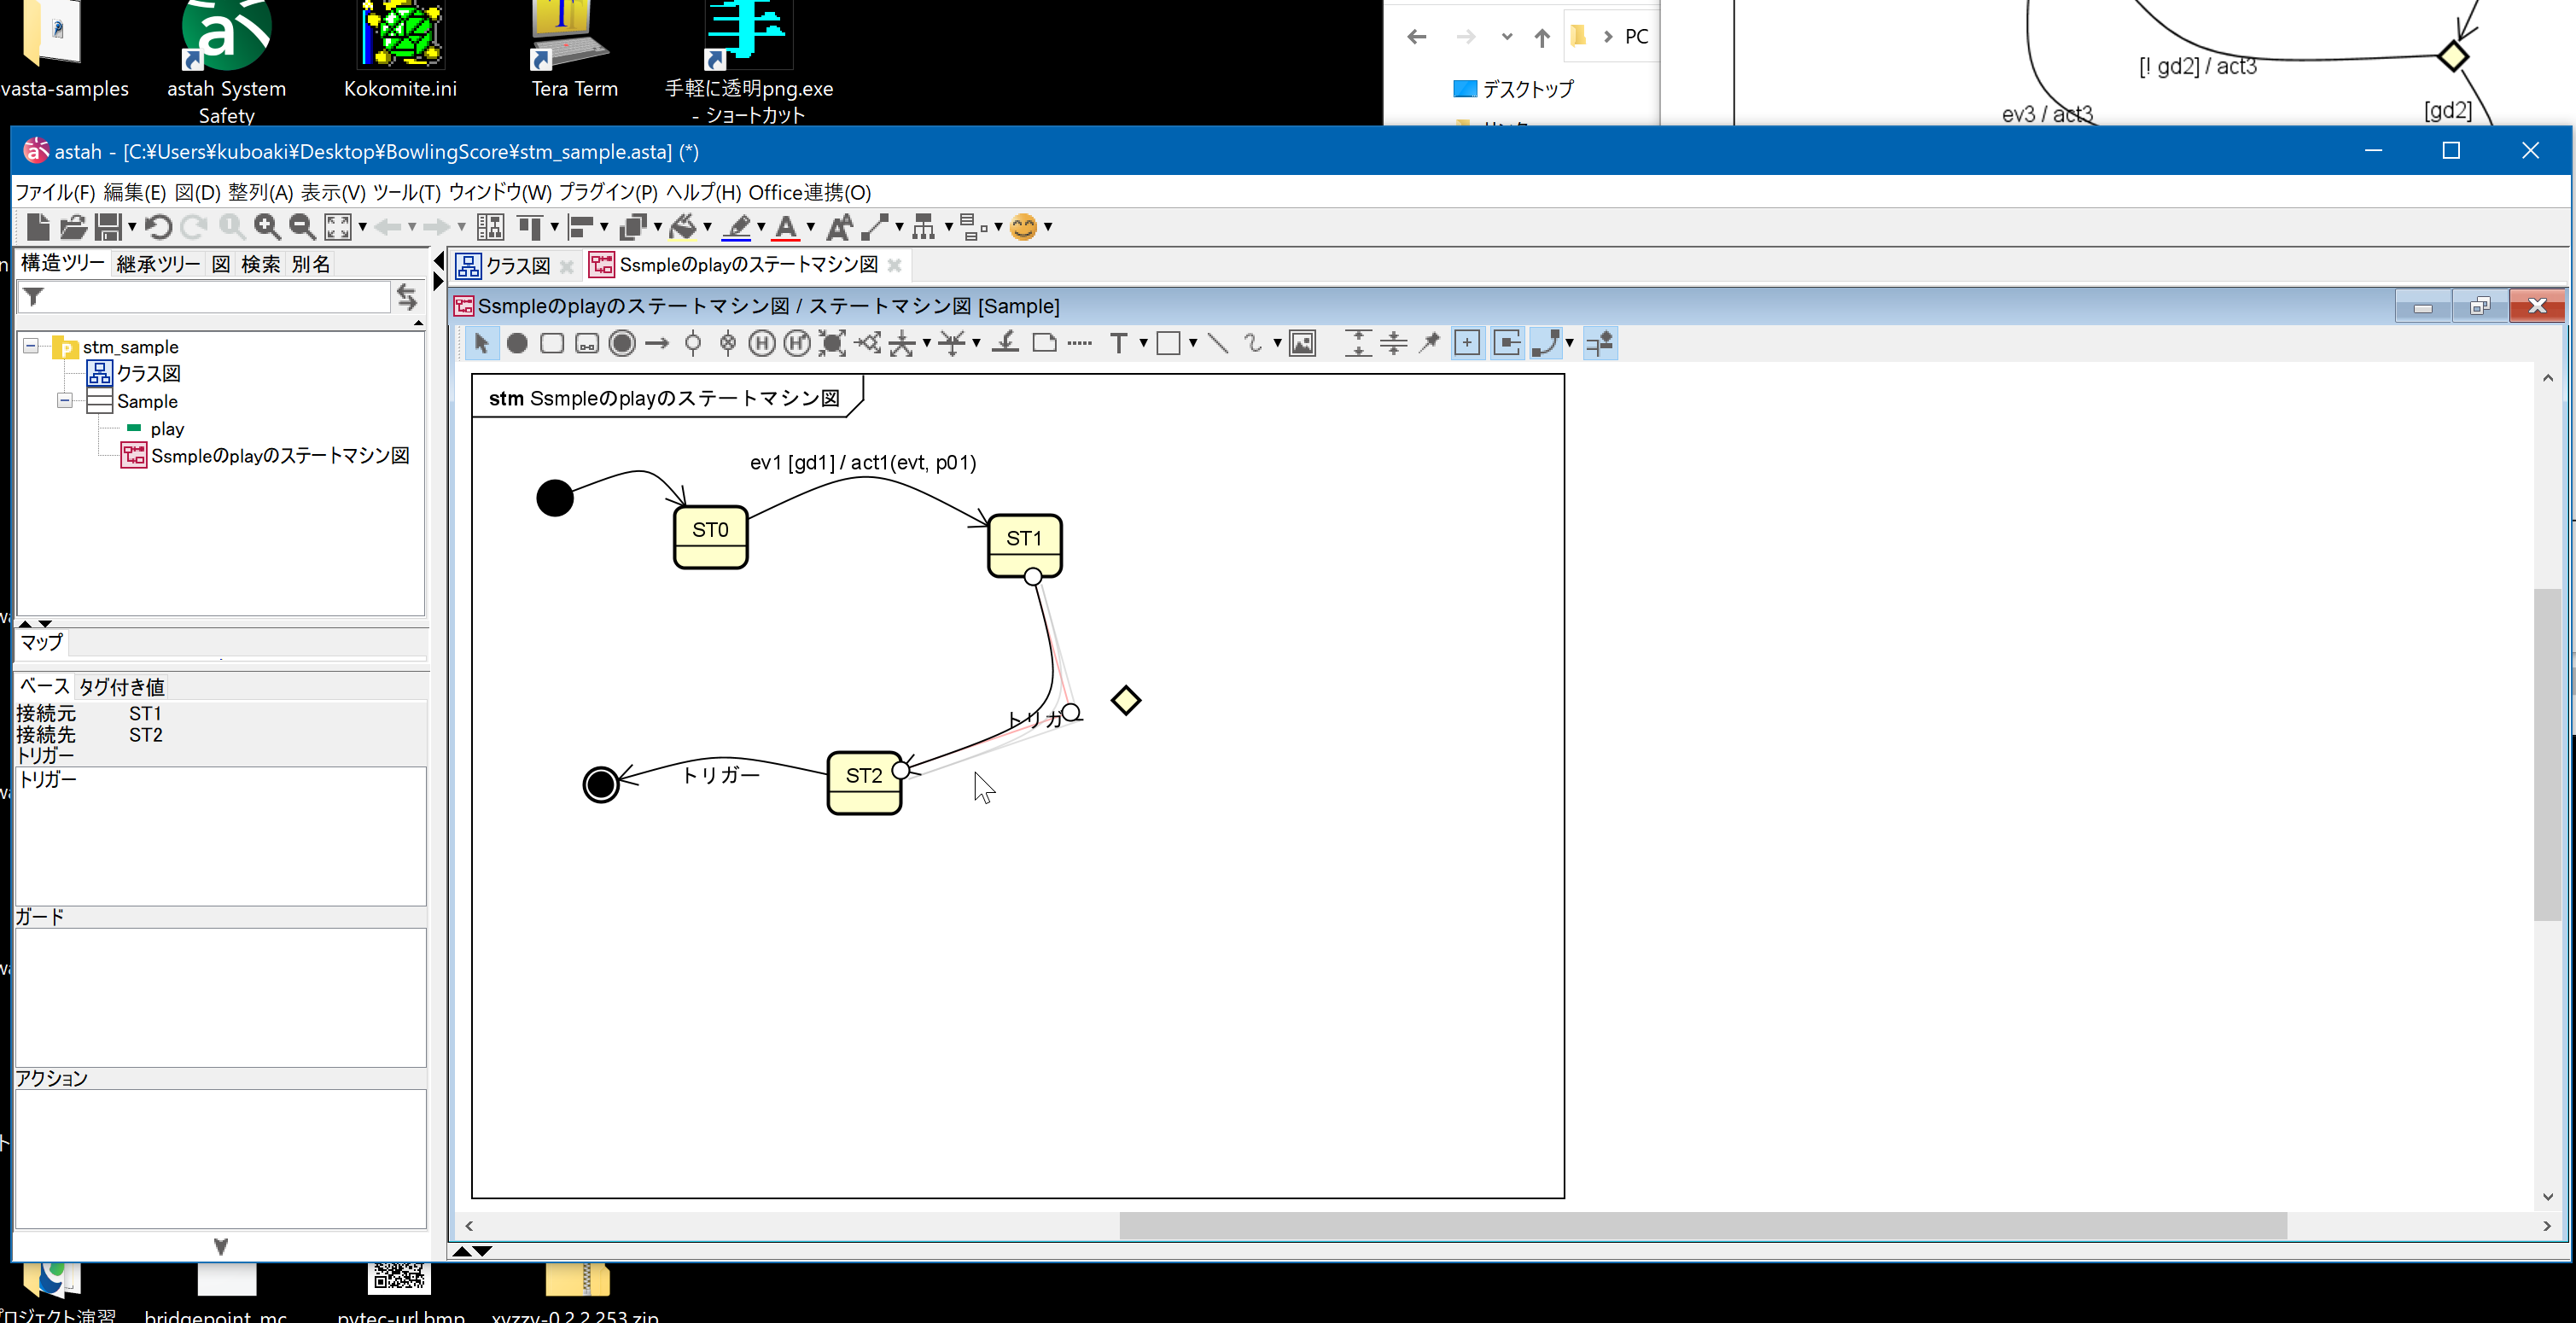 vasta-samples
astah System
Safety
Kokomite.ini
Tera Term
手軽に透明png.exe
- ショートカット
PC
デスクトップ
[! gd2] / act3
ev3 / act3
[gd2]
astah - [C:¥Users¥kuboaki¥Desktop¥BowlingScore¥stm_sample.asta] (*)
ファイル(F) 編集(E) 図(D) 整列(A) 表示(V) ツール(T) ウィンドウ(W) プラグイン(P) ヘルプ(H) Office連携(O)
構造ツリー 継承ツリー 図 検索 別名
クラス図
Ssmpleのplayのステートマシン図
Ssmpleのplayのステートマシン図 / ステートマシン図 [Sample]
stm_sample
クラス図
Sample
play
Ssmpleのplayのステートマシン図
マップ
ベース タグ付き値
接続元 ST1
接続先 ST2
トリガー
トリガー
ガード
アクション
stm Ssmpleのplayのステートマシン図
ev1 [gd1] / act1(evt, p01)
ST0
ST1
トリガー
トリガー
ST2
プロジェクト演習
bridgepoint_mc
pytec-url.bmp
xyzzy-0.2.2.253.zip